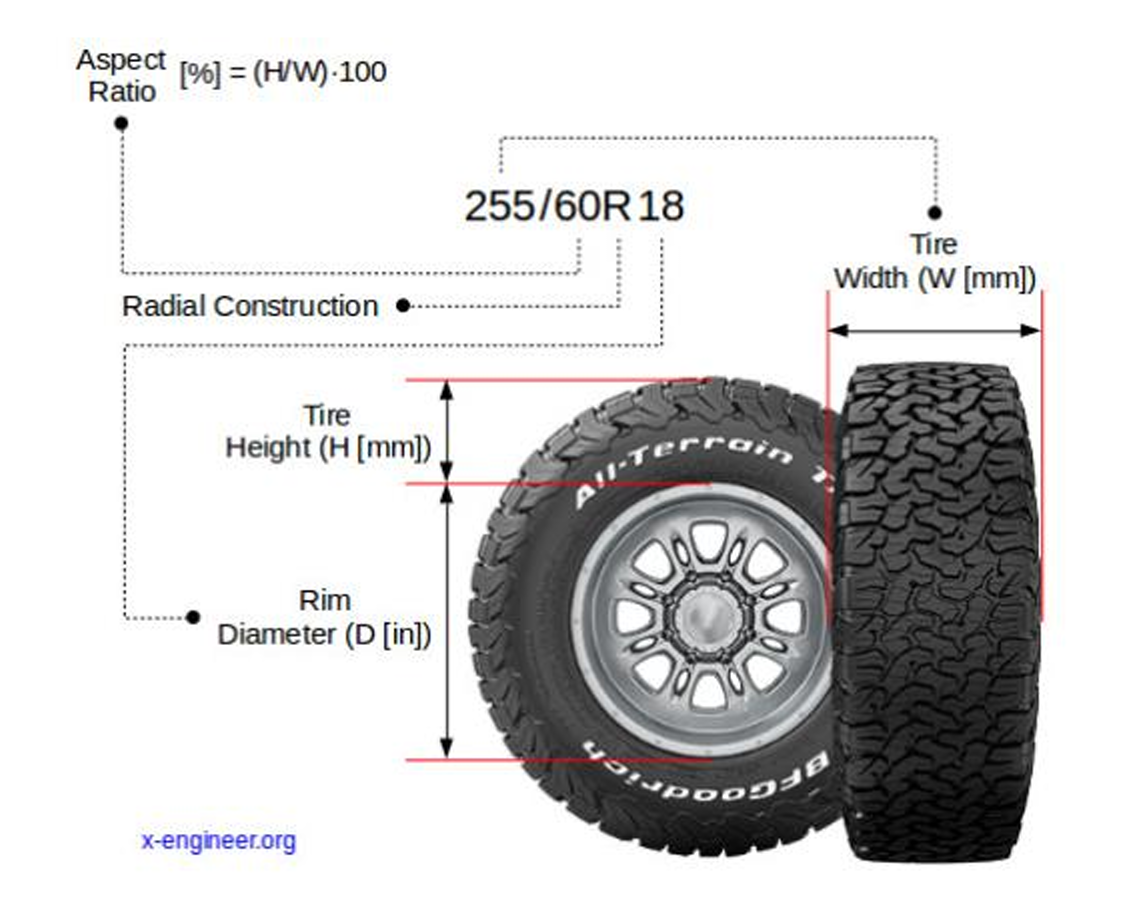 Aspect
Ratio
[%] = (H/W)·100
255/60R18
Tire
Width (W [mm])
Radial Construction
Tire
Height (H [mm])
All-Terrain T
Rim
Diameter (D [in])
BFGoodrich
x-engineer.org